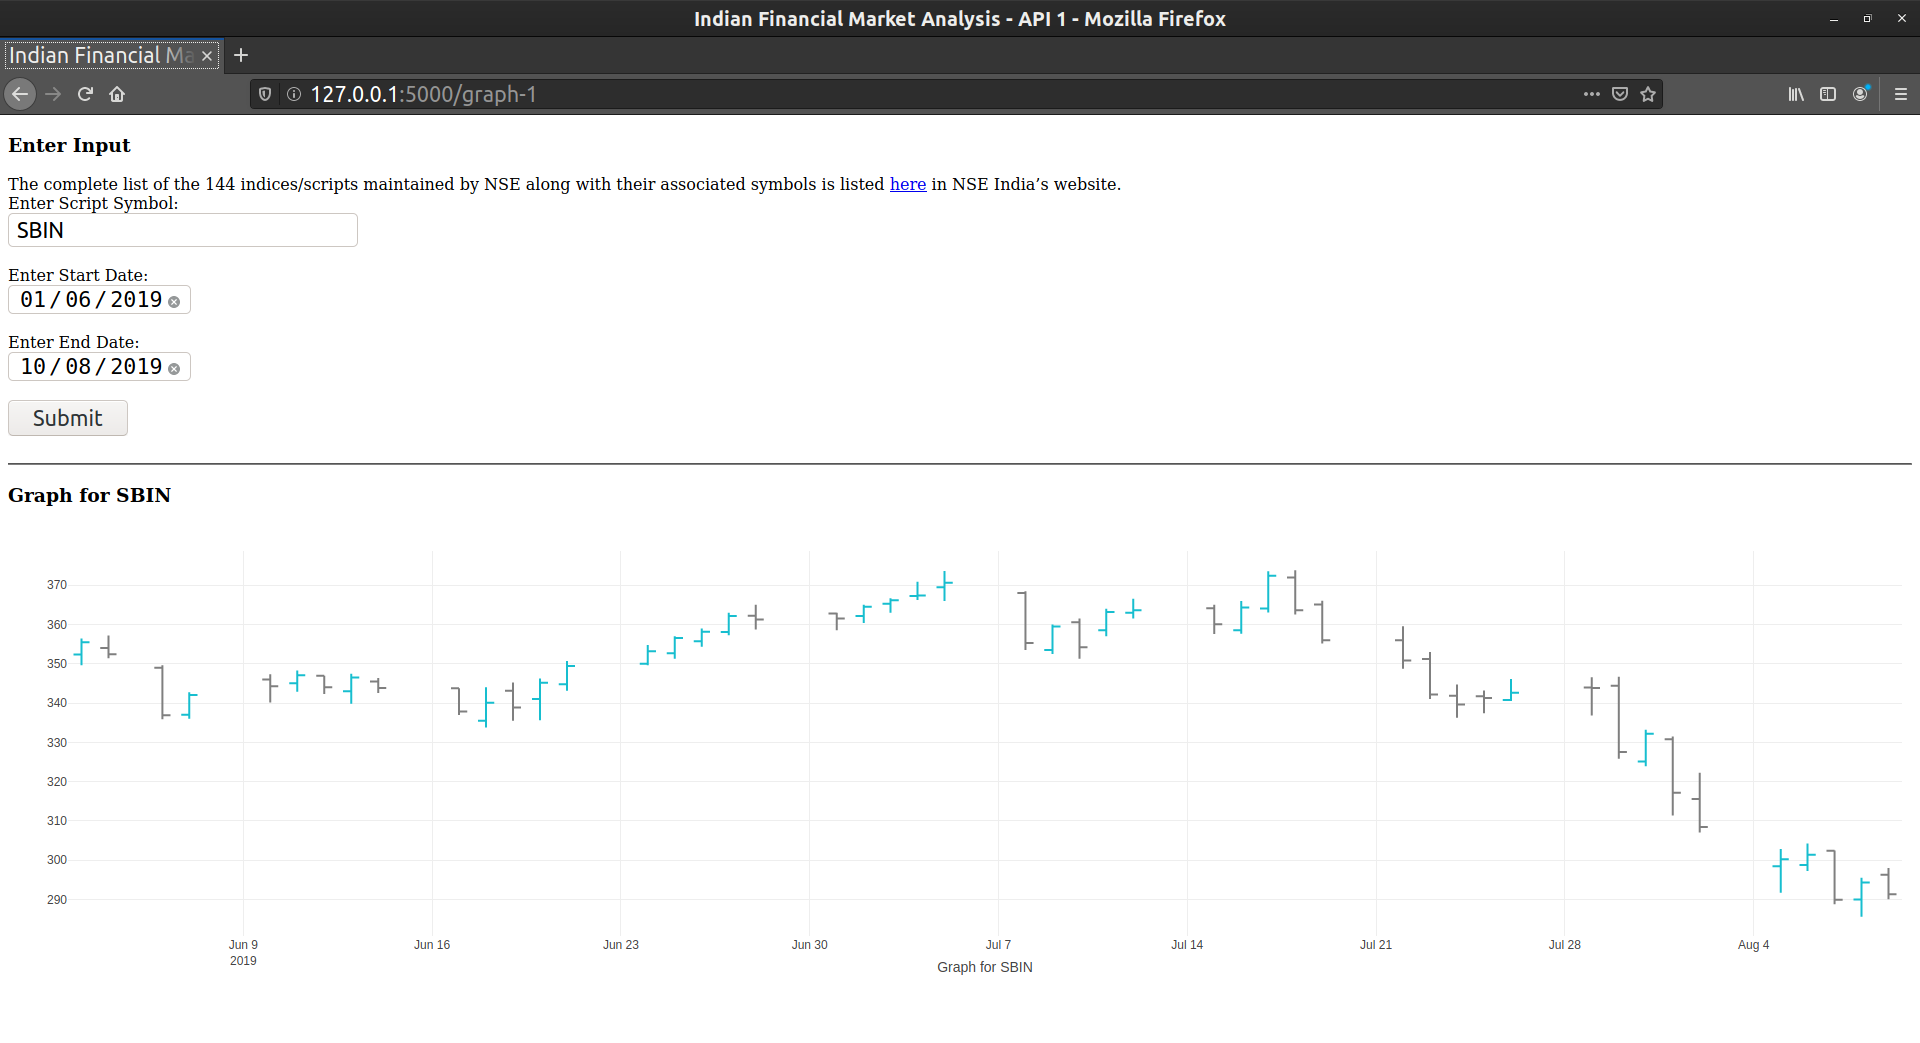 Indian Financial Market Analysis - API 1 - Mozilla Firefox
Indian Financial Ma
127.0.0.1:5000/graph-1
Enter Input
The complete list of the 144 indices/scripts maintained by NSE along with their associated symbols is listed here in NSE India’s website.
Enter Script Symbol:
SBIN
Enter Start Date:
01/06/2019
Enter End Date:
10/08/2019
Submit
Graph for SBIN
370
360
350
340
330
320
310
300
290
Jun 9 Jun 16 Jun 23 Jun 30 Jul 7 Jul 14 Jul 21 Jul 28 Aug 4
2019
Graph for SBIN